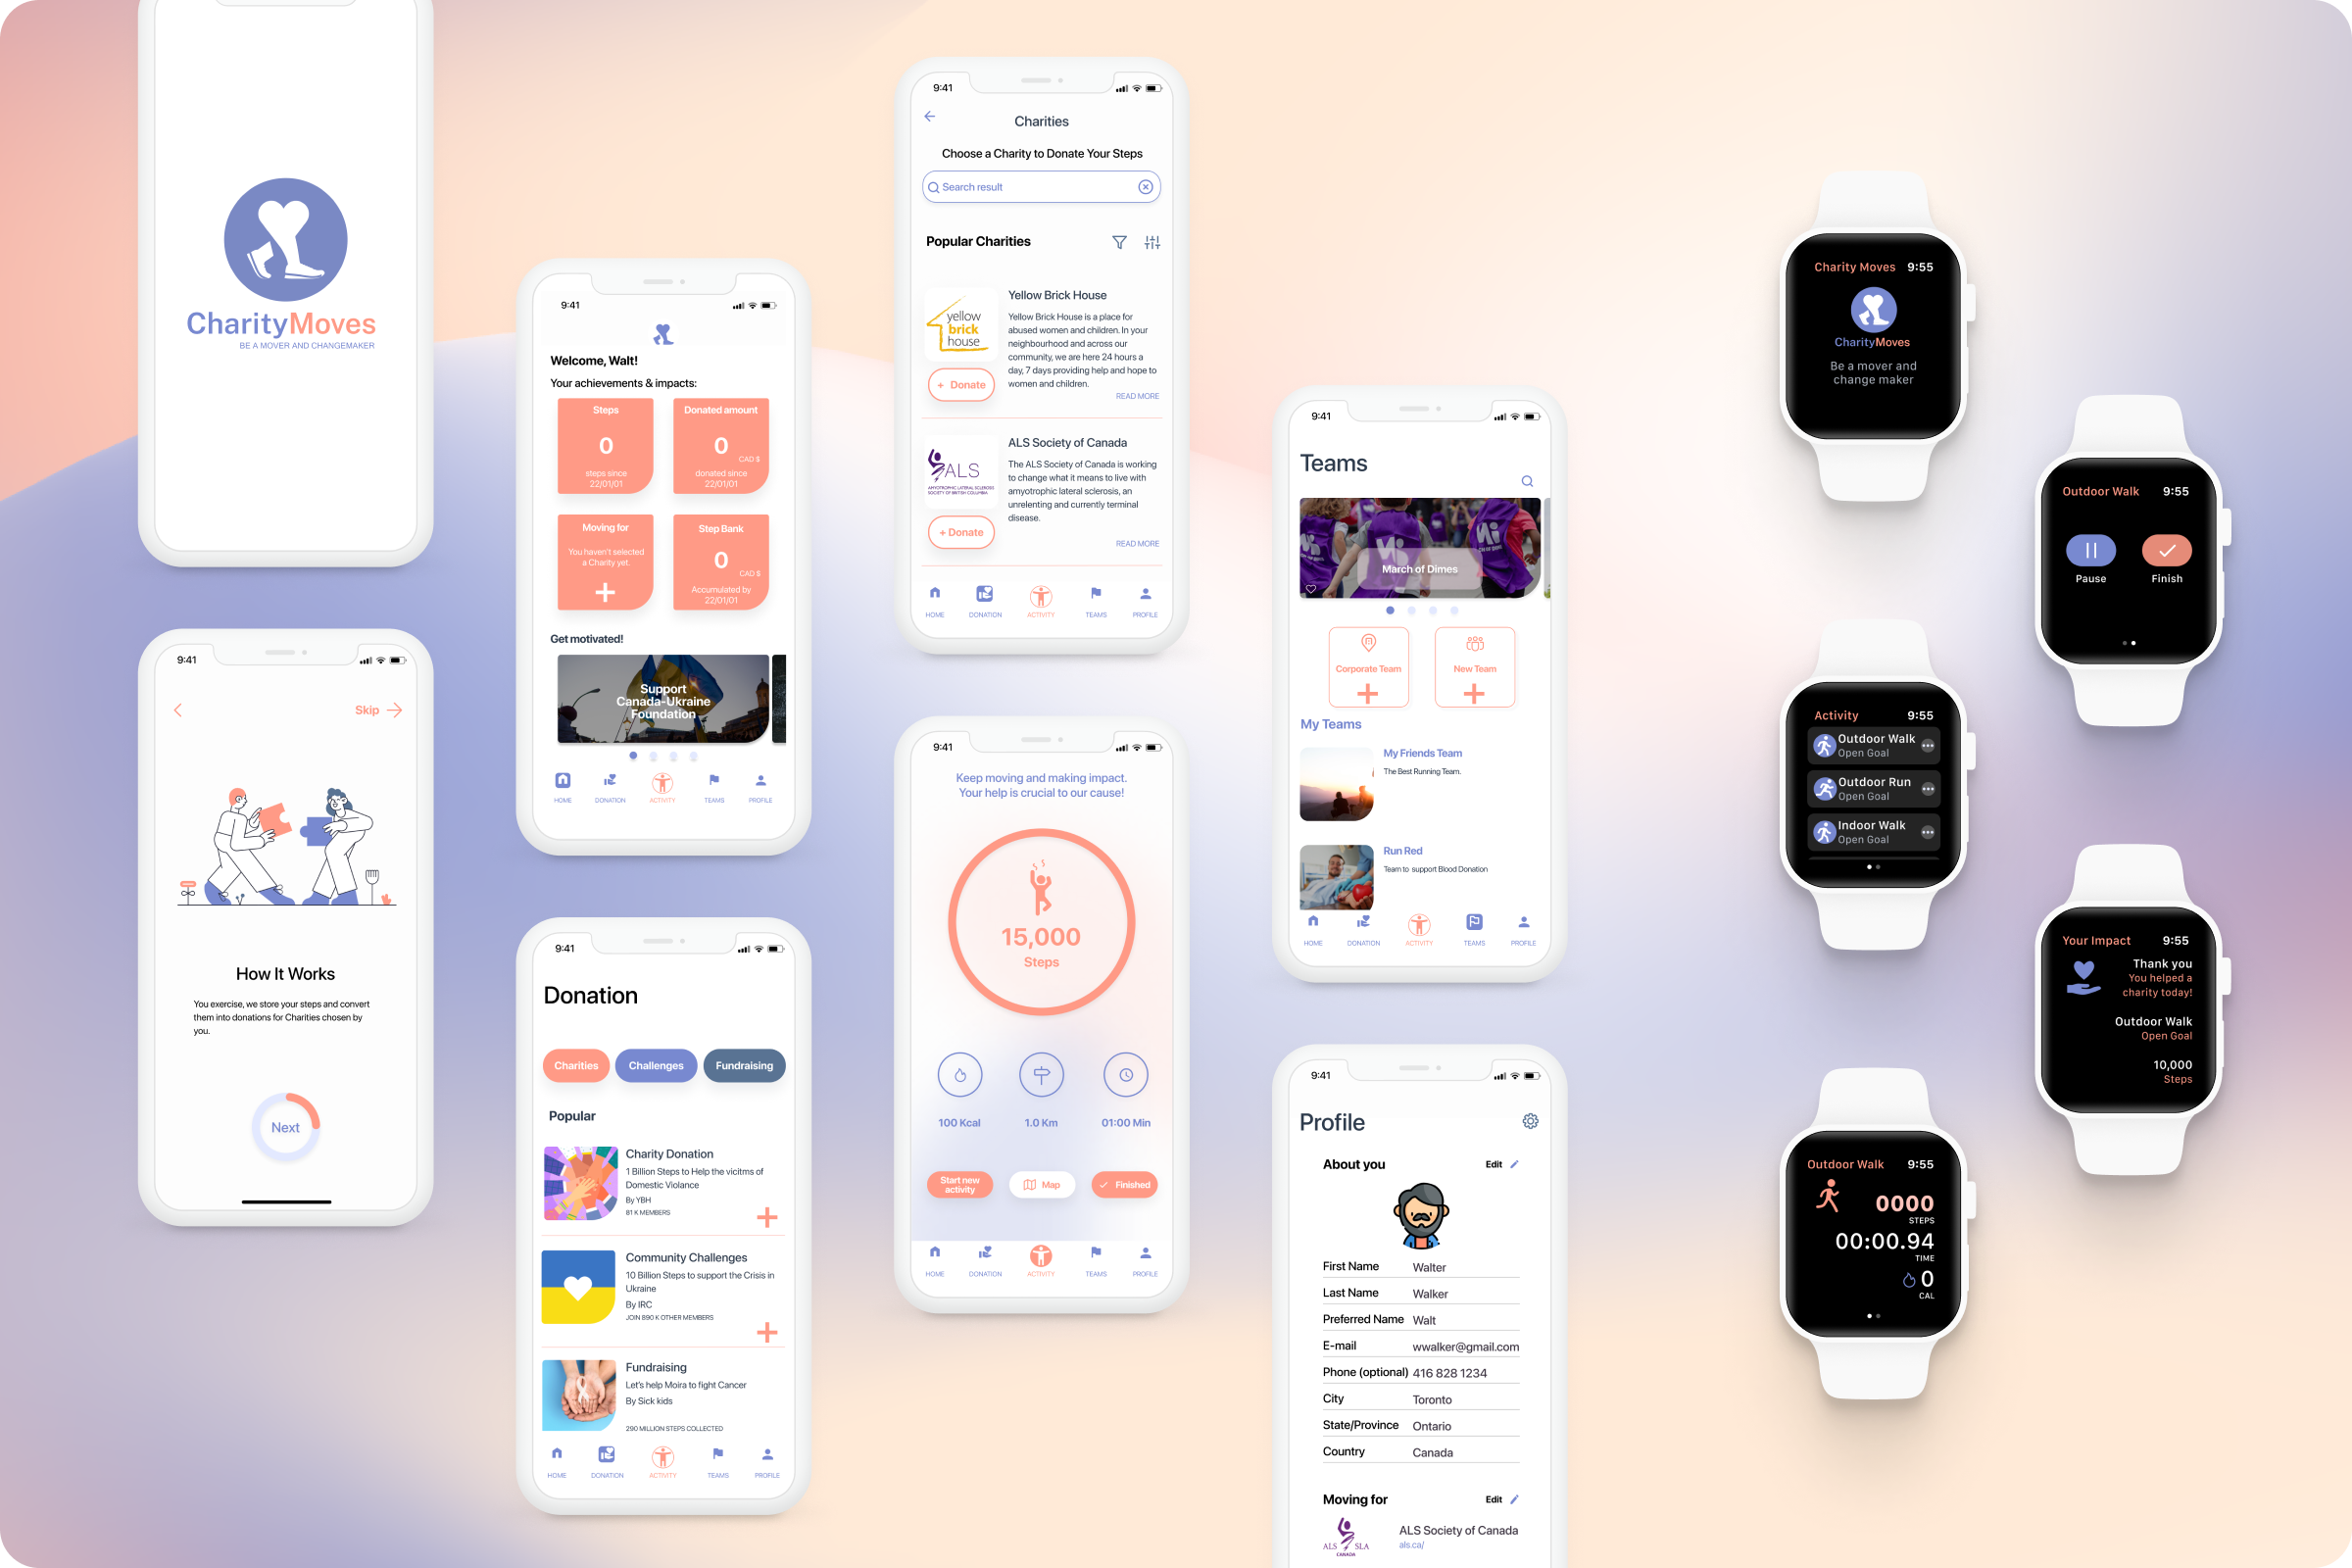 CharityMoves
BE A MOVER AND CHANGEMAKER
9:41
Skip
How It Works
You exercise, we store your steps and convert
them into donations for Charities chosen by
you.
Next
9:41
Welcome, Walt!
Your achievements & impacts:
Steps
0
steps since
22/01/01
Donated amount
0
CAD $
donated since
22/01/01
Moving for
You haven't selected
a Charity yet.
Step Bank
0
CAD $
Accumulated by
22/01/01
Get motivated!
Support
Canada-Ukraine
Foundation
HOME DONATION ACTIVITY TEAMS PROFILE
9:41
Donation
Charities Challenges Fundraising
Popular
Charity Donation
1 Billion Steps to Help the vicitms of
Domestic Violance
By YBH
81 K MEMBERS
Community Challenges
10 Billion Steps to support the Crisis in
Ukraine
By IRC
JOIN 890 K OTHER MEMBERS
Fundraising
Let's help Moira to fight Cancer
By Sick kids
290 MILLION STEPS COLLECTED
HOME DONATION ACTIVITY TEAMS PROFILE
9:41
Charities
Choose a Charity to Donate Your Steps
Search result
Popular Charities
yellow
brick
house
+ Donate
Yellow Brick House
Yellow Brick House is a place for
abused women and children. In your
neighbourhood and across our
community, we are here 24 hours a
day, 7 days providing help and hope to
women and children.
READ MORE
ALS
AMYOTROPHIC LATERAL SCLEROSIS
SOCIETY OF BRITISH COLUMBIA
+ Donate
ALS Society of Canada
The ALS Society of Canada is working
to change what it means to live with
amyotrophic lateral sclerosis, an
unrelenting and currently terminal
disease.
READ MORE
HOME DONATION ACTIVITY TEAMS PROFILE
9:41
Keep moving and making impact.
Your help is crucial to our cause!
15,000
Steps
100 Kcal 1.0 Km 01:00 Min
Start new
activity
Map
Finished
HOME DONATION ACTIVITY TEAMS PROFILE
9:41
Teams
March of Dimes
Corporate Team
New Team
My Teams
My Friends Team
The Best Running Team.
Run Red
Team to support Blood Donation
HOME DONATION ACTIVITY TEAMS PROFILE
9:41
Profile
About you
Edit
First Name Walter
Last Name Walker
Preferred Name Walt
E-mail wwalker@gmail.com
Phone (optional) 416 828 1234
City Toronto
State/Province Ontario
Country Canada
Moving for
Edit
ALS SLA
CANADA
ALS Society of Canada
als.ca/
Charity Moves 9:55
CharityMoves
Be a mover and
change maker
Outdoor Walk 9:55
Pause Finish
Activity 9:55
Outdoor Walk
Open Goal
Outdoor Run
Open Goal
Indoor Walk
Open Goal
Your Impact 9:55
Thank you
You helped a
charity today!
Outdoor Walk
Open Goal
10,000
Steps
Outdoor Walk 9:55
0000
STEPS
00:00.94
TIME
0
CAL